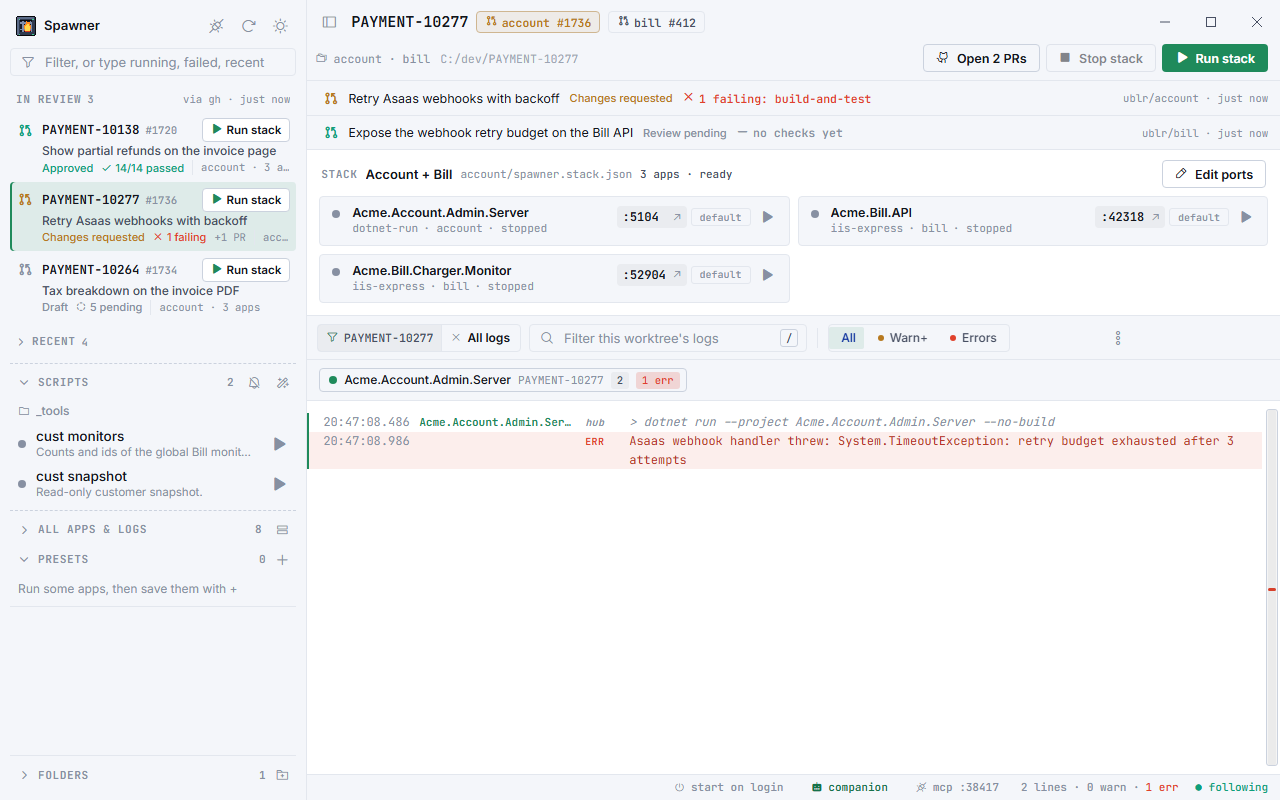 Spawner
Filter, or type running, failed, recent
IN REVIEW 3 via gh · just now
PAYMENT-10138 #1720 Run stack
Show partial refunds on the invoice page
Approved 14/14 passed account · 3 a…
PAYMENT-10277 #1736 Run stack
Retry Asaas webhooks with backoff
Changes requested 1 failing +1 PR acc…
PAYMENT-10264 #1734 Run stack
Tax breakdown on the invoice PDF
Draft 5 pending account · 3 apps
RECENT 4
SCRIPTS 2
_tools
cust monitors
Counts and ids of the global Bill monit…
cust snapshot
Read-only customer snapshot.
ALL APPS & LOGS 8
PRESETS 0
Run some apps, then save them with +
FOLDERS 1
PAYMENT-10277 account #1736 bill #412
account · bill C:/dev/PAYMENT-10277 Open 2 PRs Stop stack Run stack
Retry Asaas webhooks with backoff Changes requested 1 failing: build-and-test ublr/account · just now
Expose the webhook retry budget on the Bill API Review pending — no checks yet ublr/bill · just now
STACK Account + Bill account/spawner.stack.json 3 apps · ready Edit ports
Acme.Account.Admin.Server :5104 default
dotnet-run · account · stopped
Acme.Bill.API :42318 default
iis-express · bill · stopped
Acme.Bill.Charger.Monitor :52904 default
iis-express · bill · stopped
PAYMENT-10277 All logs Filter this worktree's logs / All Warn+ Errors
Acme.Account.Admin.Server PAYMENT-10277 2 1 err
20:47:08.486 Acme.Account.Admin.Ser… hub > dotnet run --project Acme.Account.Admin.Server --no-build
20:47:08.986 ERR Asaas webhook handler threw: System.TimeoutException: retry budget exhausted after 3
attempts
start on login companion mcp :38417 2 lines · 0 warn · 1 err following